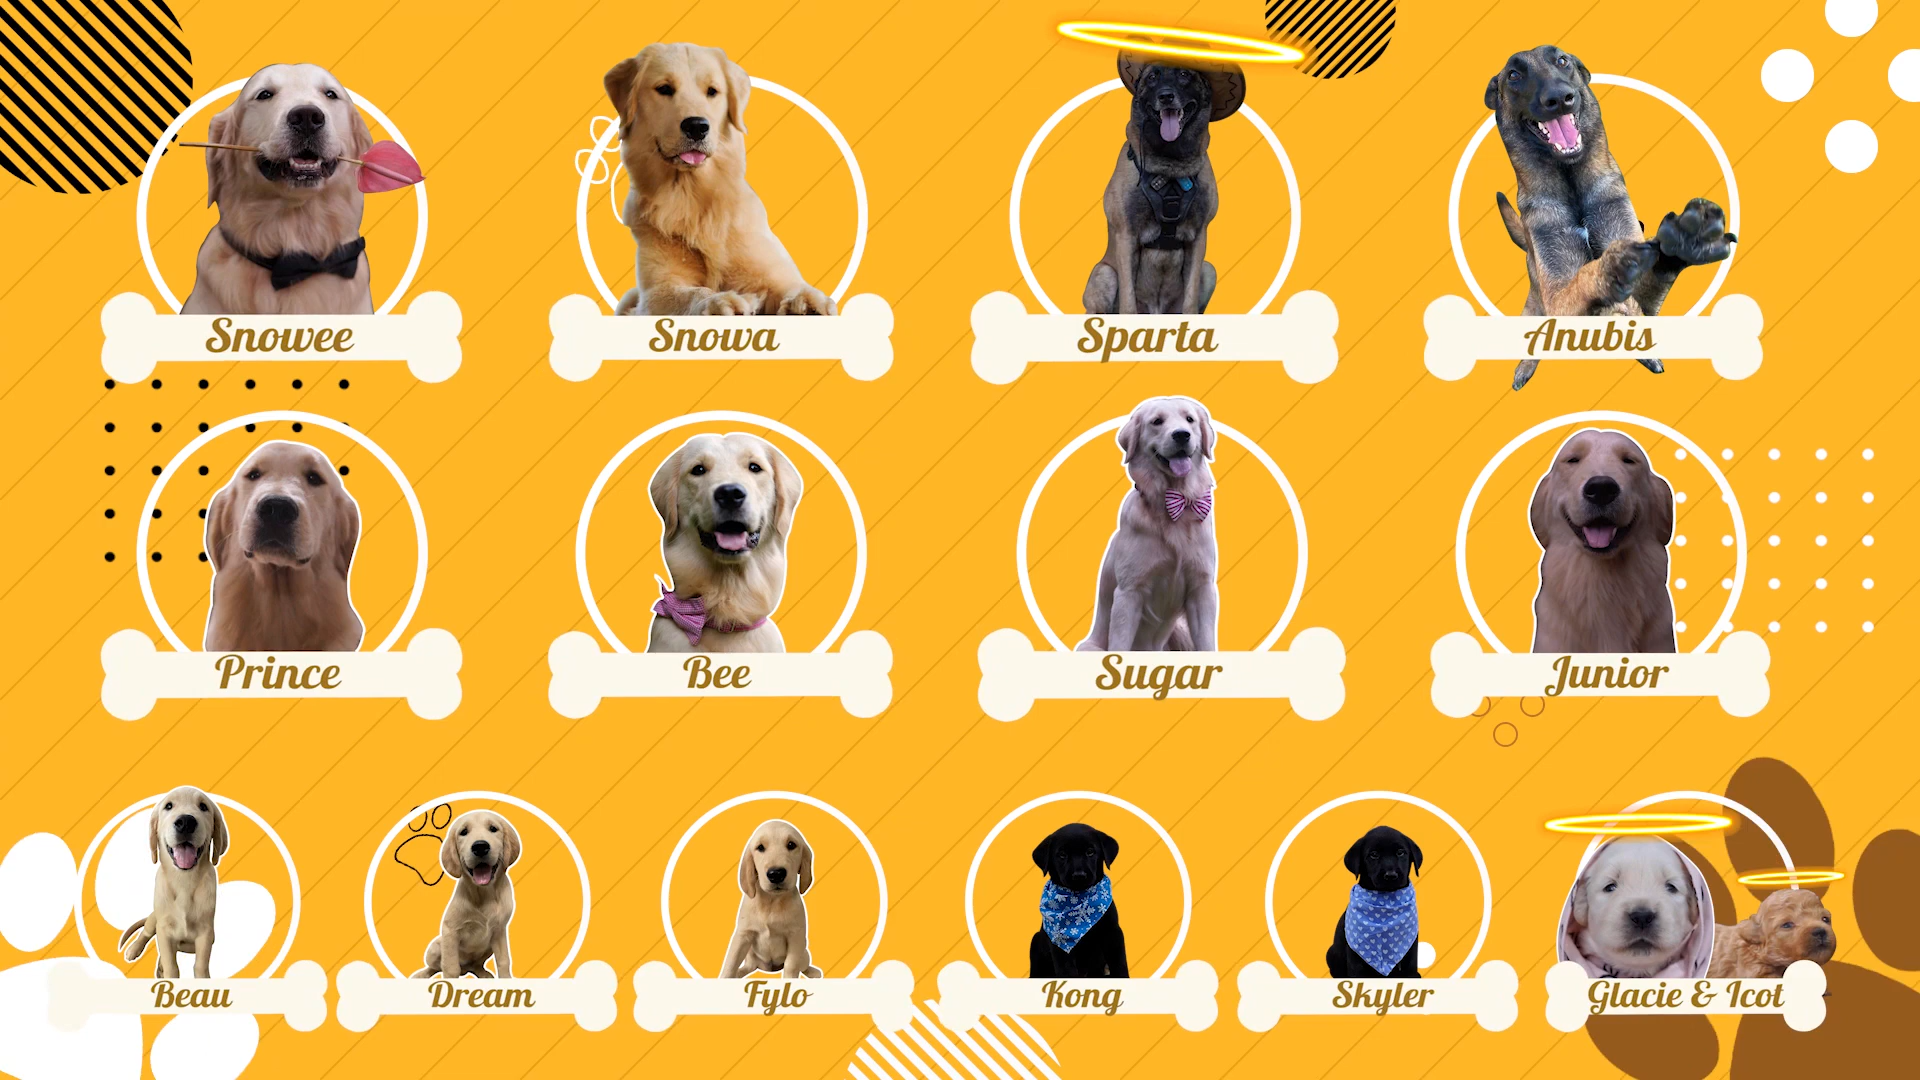 Snowee
Snowa
Sparta
Anubis
Prince
Bee
Sugar
Junior
Beau
Dream
Fylo
Kong
Skyler
Glacie & Icot